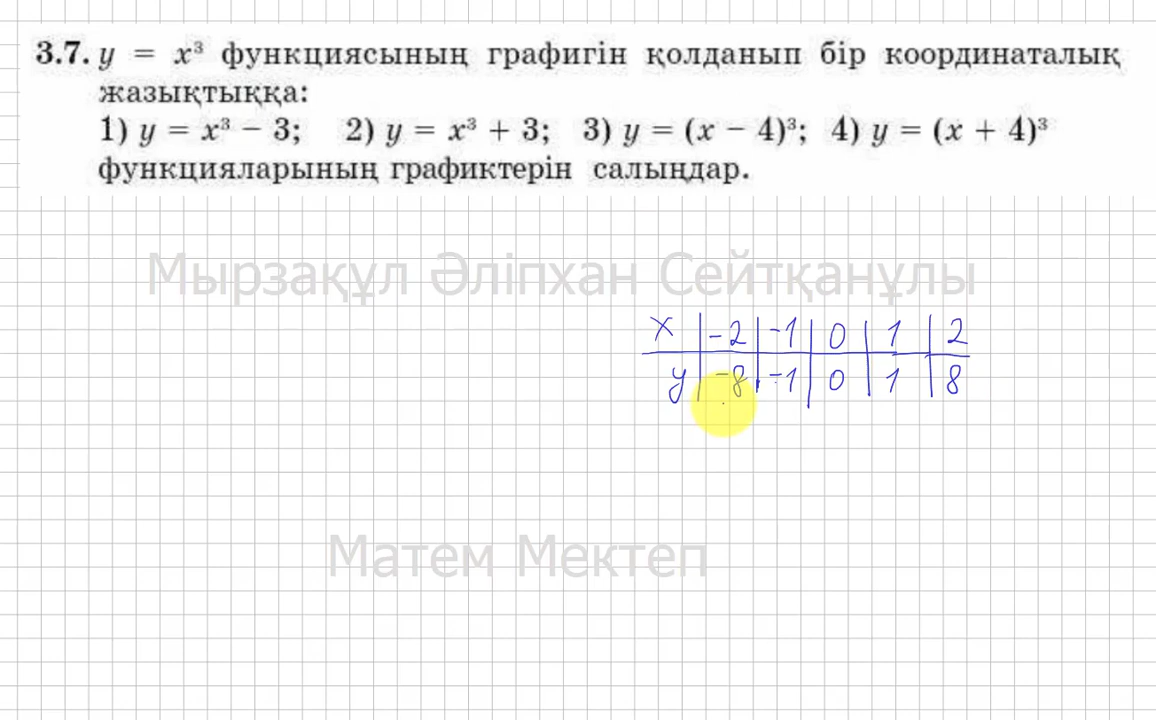 3.7. y = x³ функциясының графигін қолданып бір координаталық
жазықтыққа:
1) y = x³ − 3; 2) y = x³ + 3; 3) y = (x − 4)³; 4) y = (x + 4)³
функцияларының графиктерін салыңдар.
Мырзақұл Әліпхан Сейтқанұлы
x | -2 | -1 | 0 | 1 | 2
y | -8 | -1 | 0 | 1 | 8
Матем Мектеп